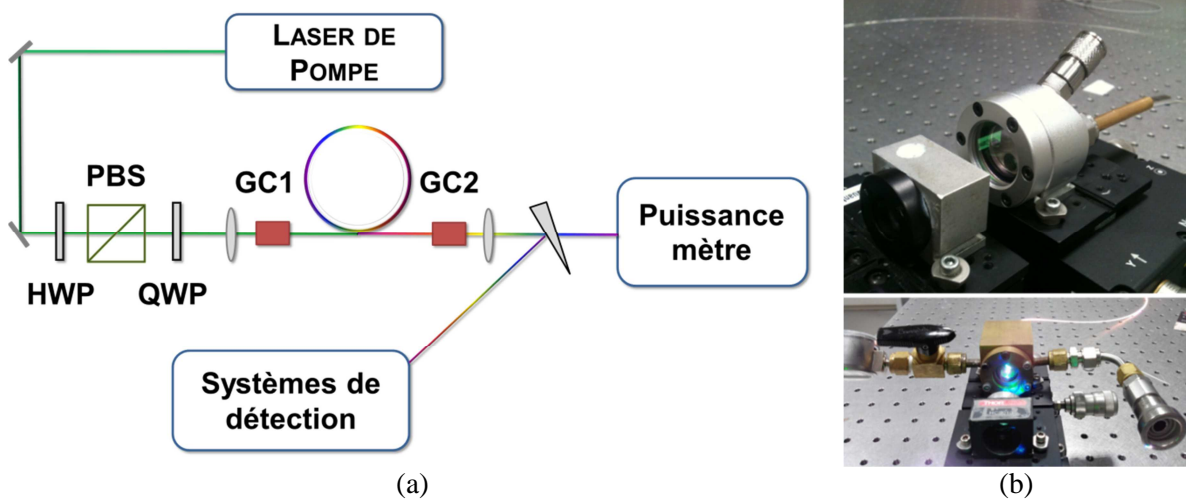 LASER DE
POMPE
PBS
GC1
GC2
HWP
QWP
Puissance
mètre
Systèmes de
détection
(a)
(b)